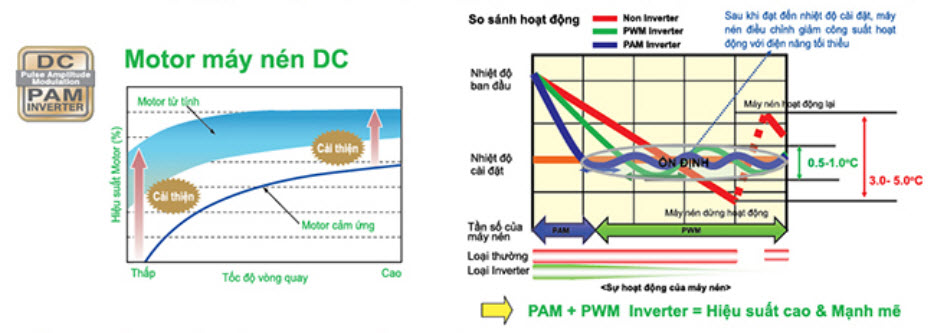 DC
Pulse Amplitude
Modulation
PAM
INVERTER
Motor máy nén DC
Motor từ tính
Cải thiện
Cải thiện
Motor cảm ứng
Hiệu suất Motor (%)
Thấp
Tốc độ vòng quay
Cao
So sánh hoạt động
Non Inverter
PWM Inverter
PAM Inverter
Sau khi đạt đến nhiệt độ cài đặt, máy
nén điều chỉnh giảm công suất hoạt
động với điện năng tối thiểu
Nhiệt độ
ban đầu
Máy nén hoạt động lại
Nhiệt độ
cài đặt
ỔN ĐỊNH
0.5-1.0°C
3.0- 5.0°C
Máy nén dừng hoạt động
Tần số của
máy nén
PAM
PWM
Loại thường
Loại Inverter
<Sự hoạt động của máy nén>
PAM + PWM Inverter = Hiệu suất cao & Mạnh mẽ